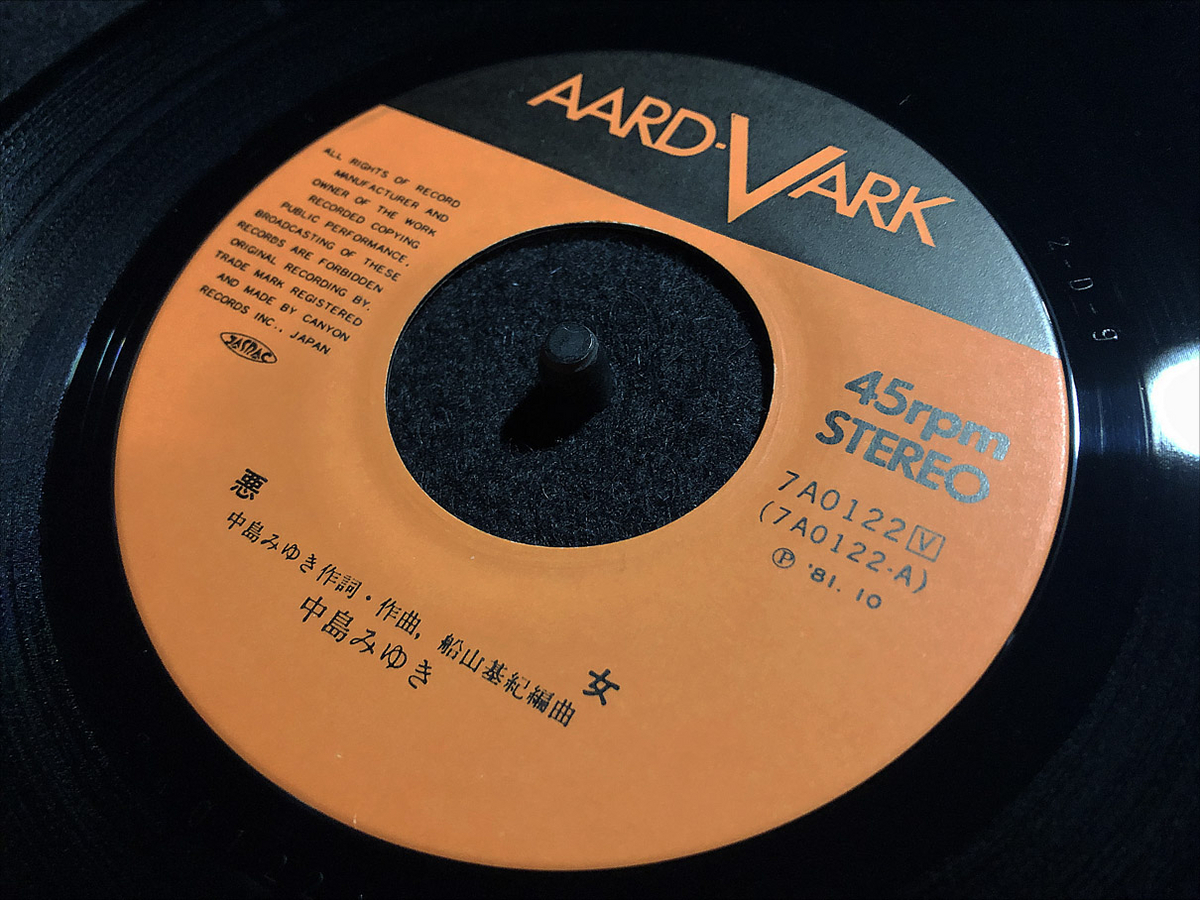 AARD-VARK
ALL RIGHTS OF RECORD
MANUFACTURER AND
OWNER OF THE WORK
RECORDED COPYING
PUBLIC PERFORMANCE,
BROADCASTING OF THESE
RECORDS ARE FORBIDDEN
ORIGINAL RECORDING BY.
TRADE MARK REGISTERED
AND MADE BY CANYON
RECORDS INC., JAPAN
JASRAC
45rpm
STEREO
7A0122 V
(7A0122-A)
Ⓟ '81. 10
悪 女
中島みゆき作詞・作曲, 船山基紀編曲
中島みゆき
2-D-9